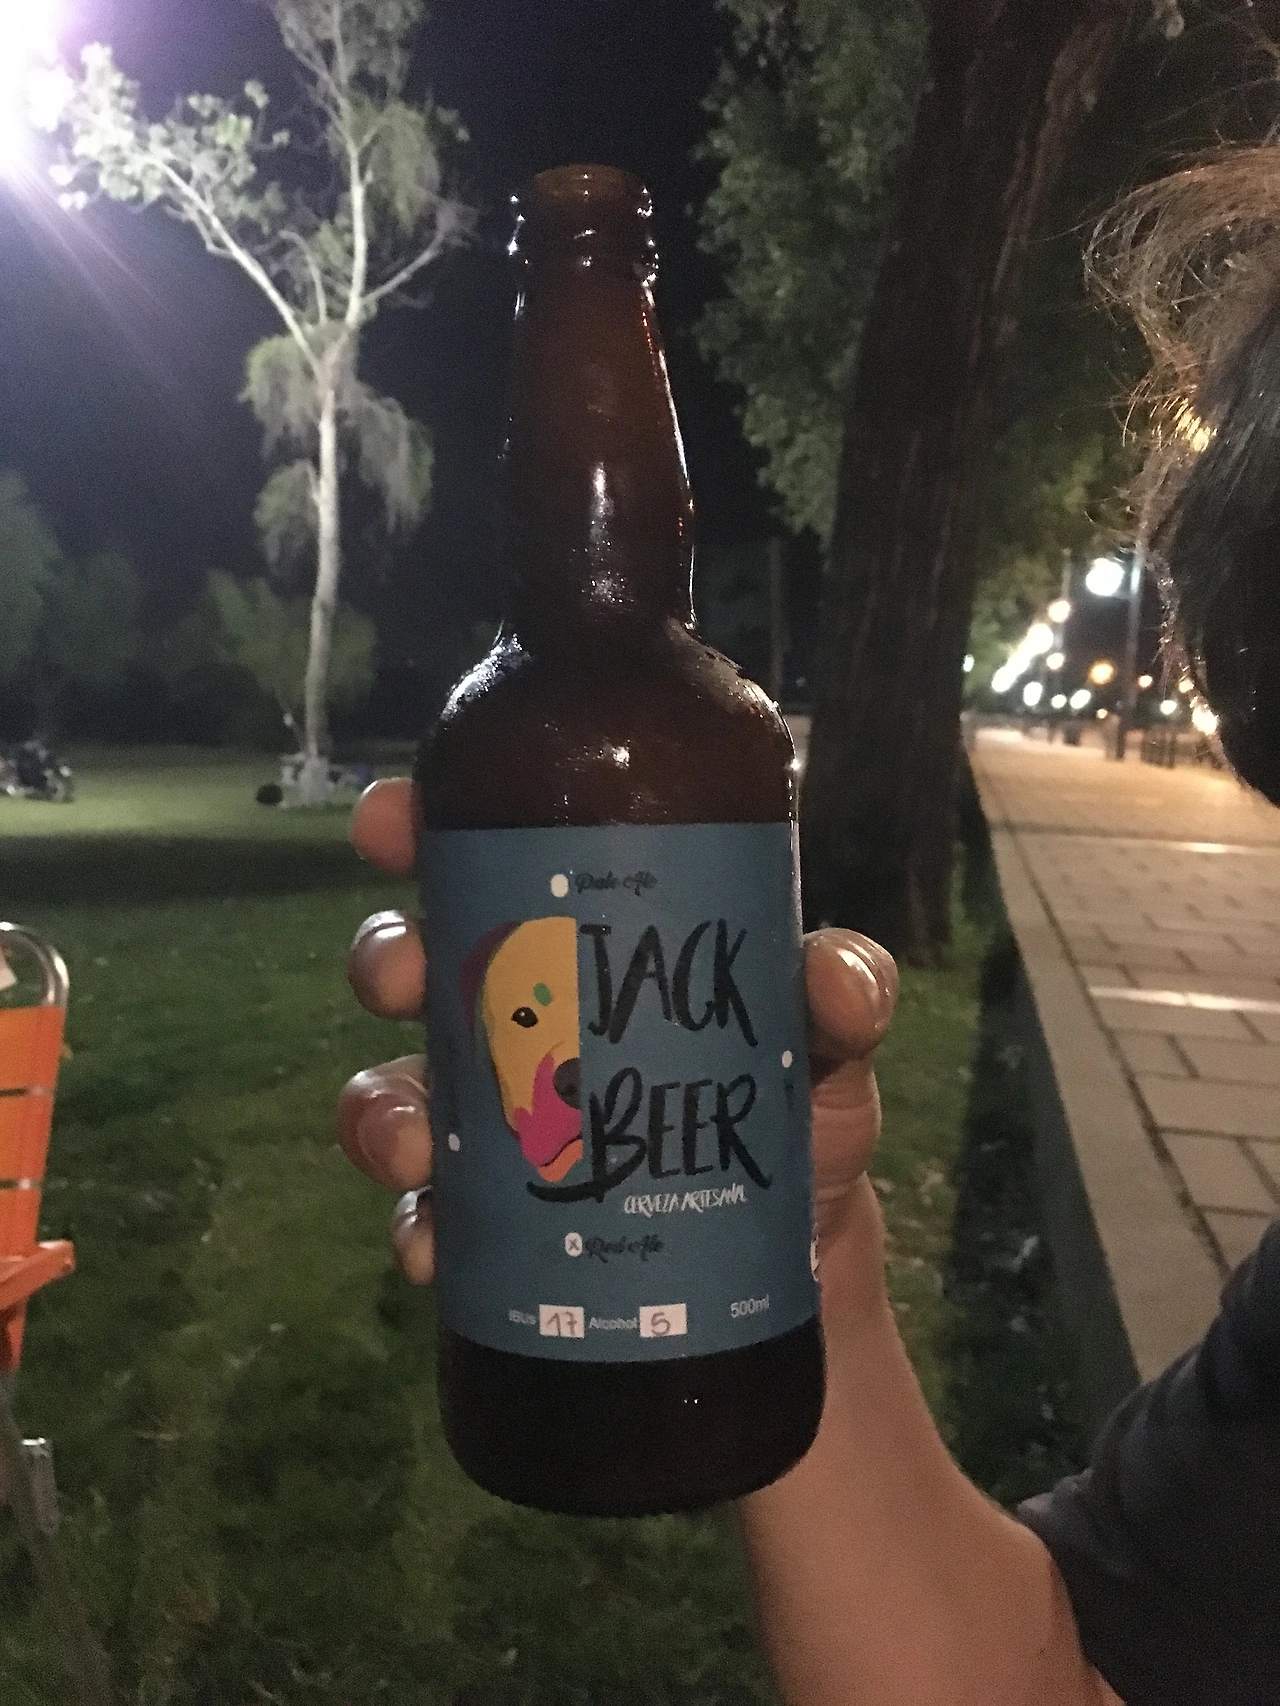 Pale Ale
JACK
BEER
CERVEZA ARTESANAL
x Red Ale
IBUs 17 Alcohol 5 500ml